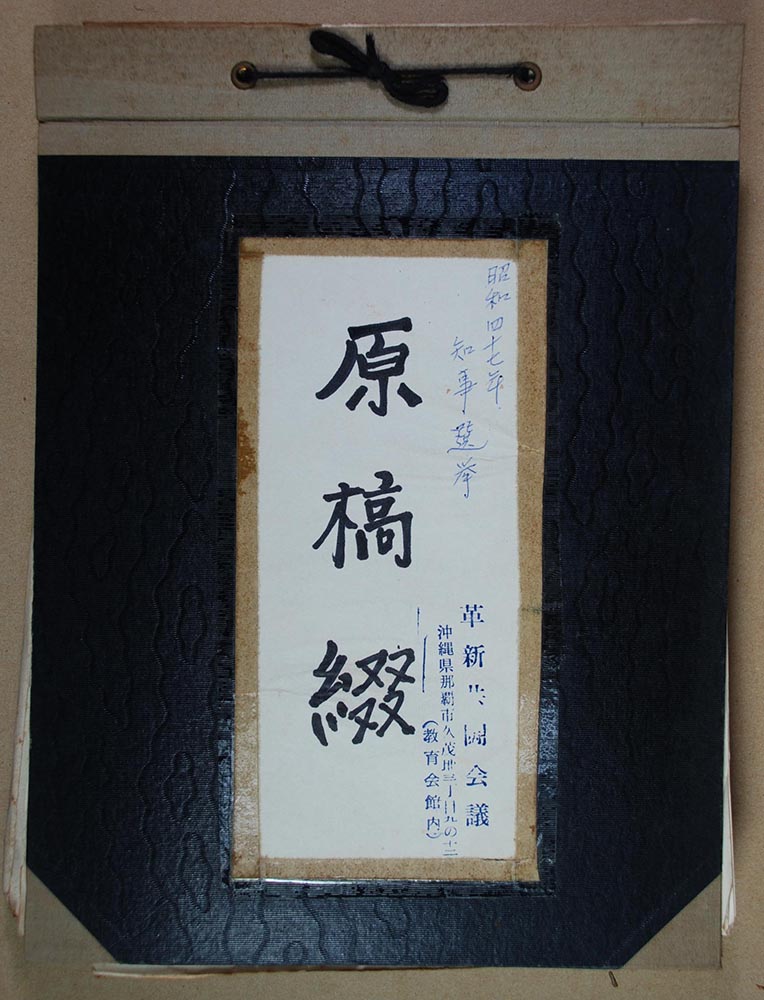 昭和四十七年
知事選挙
原稿綴
革新共闘会議
沖縄県那覇市久茂地三丁目九の十二
(教育会館内)